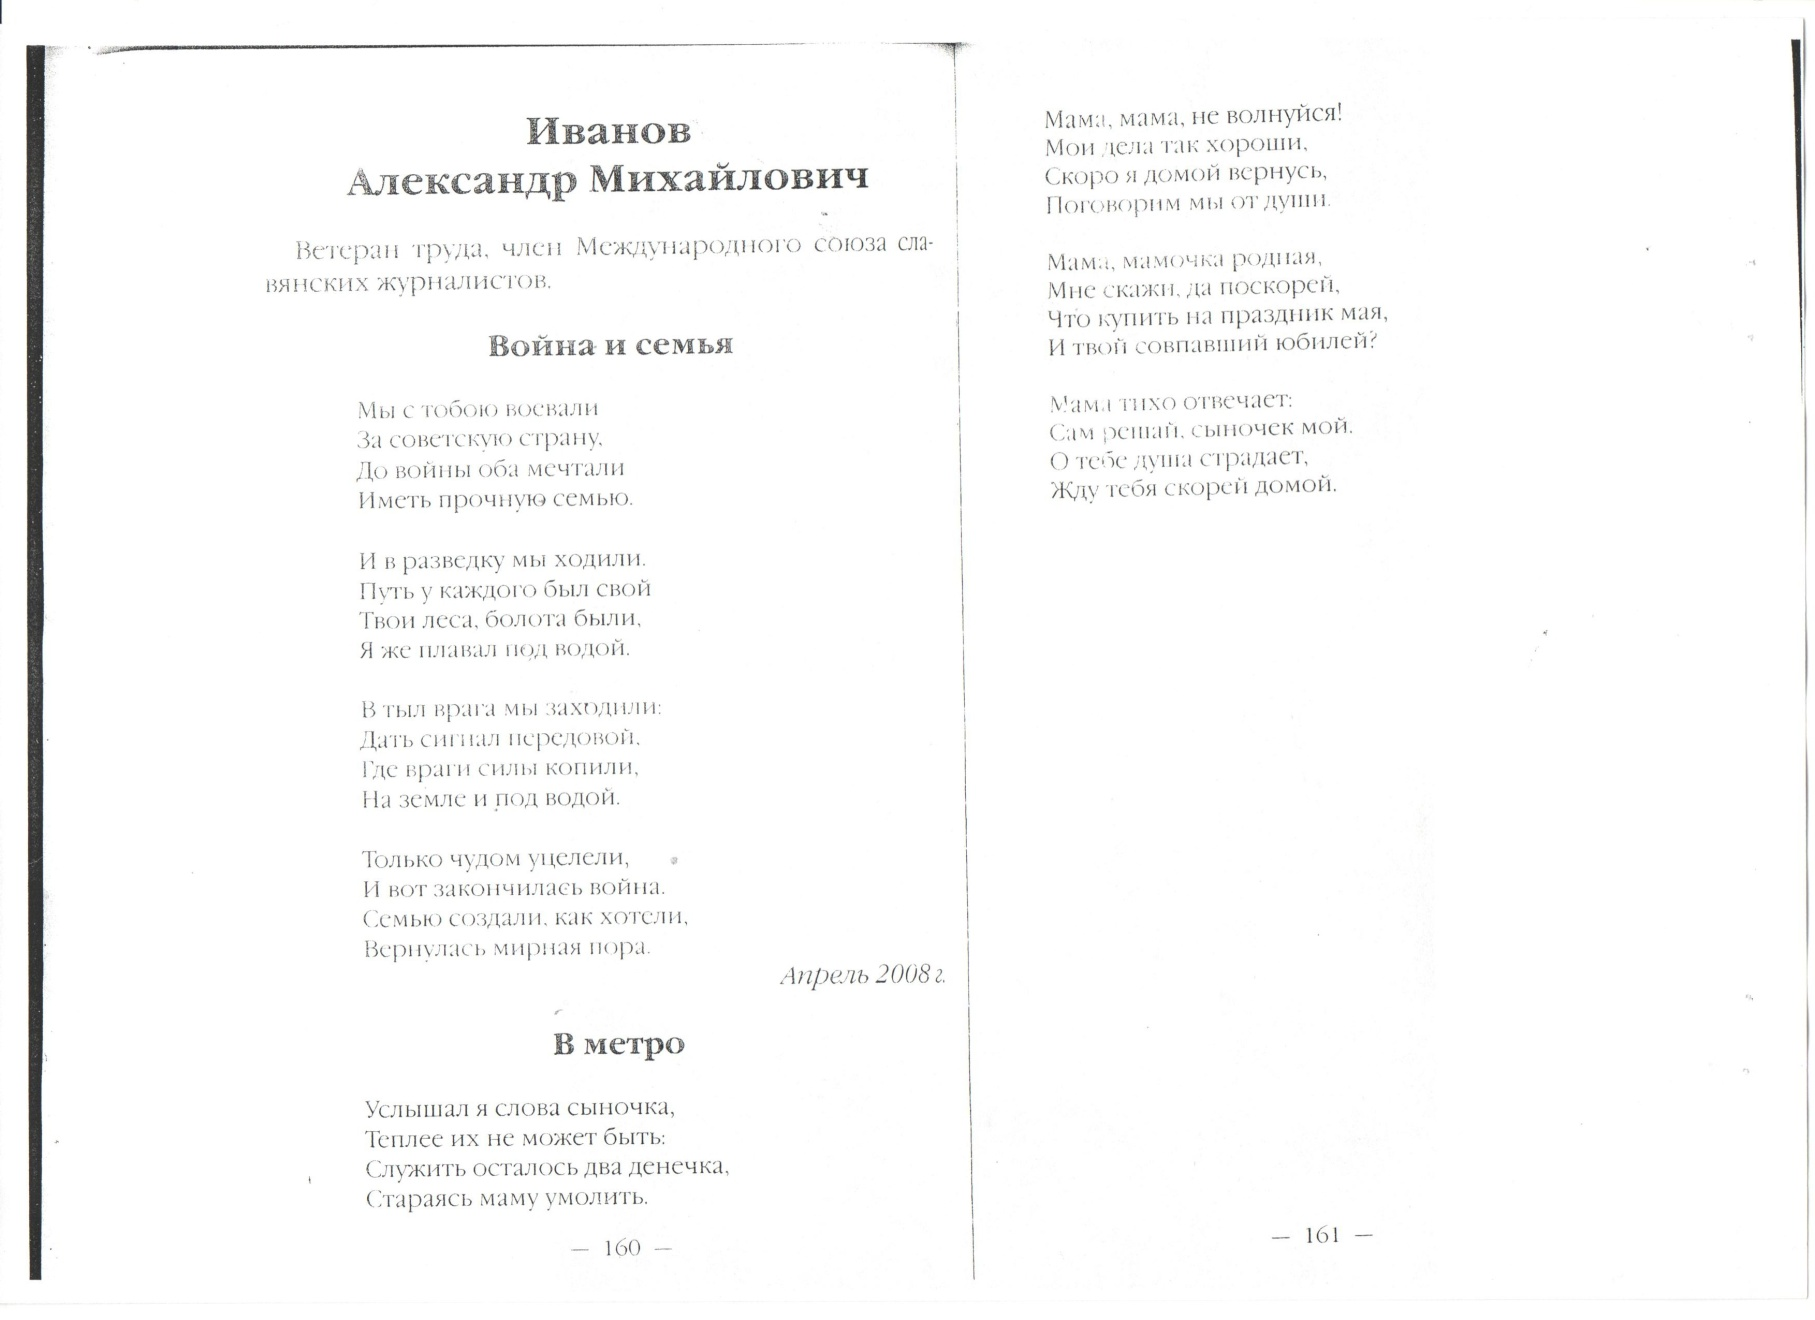 Иванов
Александр Михайлович
Ветеран труда, член Международного союза сла-
вянских журналистов.
Война и семья
Мы с тобою воевали
За советскую страну,
До войны оба мечтали
Иметь прочную семью.
И в разведку мы ходили.
Путь у каждого был свой
Твои леса, болота были,
Я же плавал под водой.
В тыл врага мы заходили:
Дать сигнал передовой,
Где враги силы копили,
На земле и под водой.
Только чудом уцелели,
И вот закончилась война.
Семью создали, как хотели,
Вернулась мирная пора.
Апрель 2008 г.
В метро
Услышал я слова сыночка,
Теплее их не может быть:
Служить осталось два денечка,
Стараясь маму умолить.
— 160 —
Мама, мама, не волнуйся!
Мои дела так хороши,
Скоро я домой вернусь,
Поговорим мы от души.
Мама, мамочка родная,
Мне скажи, да поскорей,
Что купить на праздник мая,
И твой совпавший юбилей?
Мама тихо отвечает:
Сам решай, сыночек мой.
О тебе душа страдает,
Жду тебя скорей домой.
— 161 —